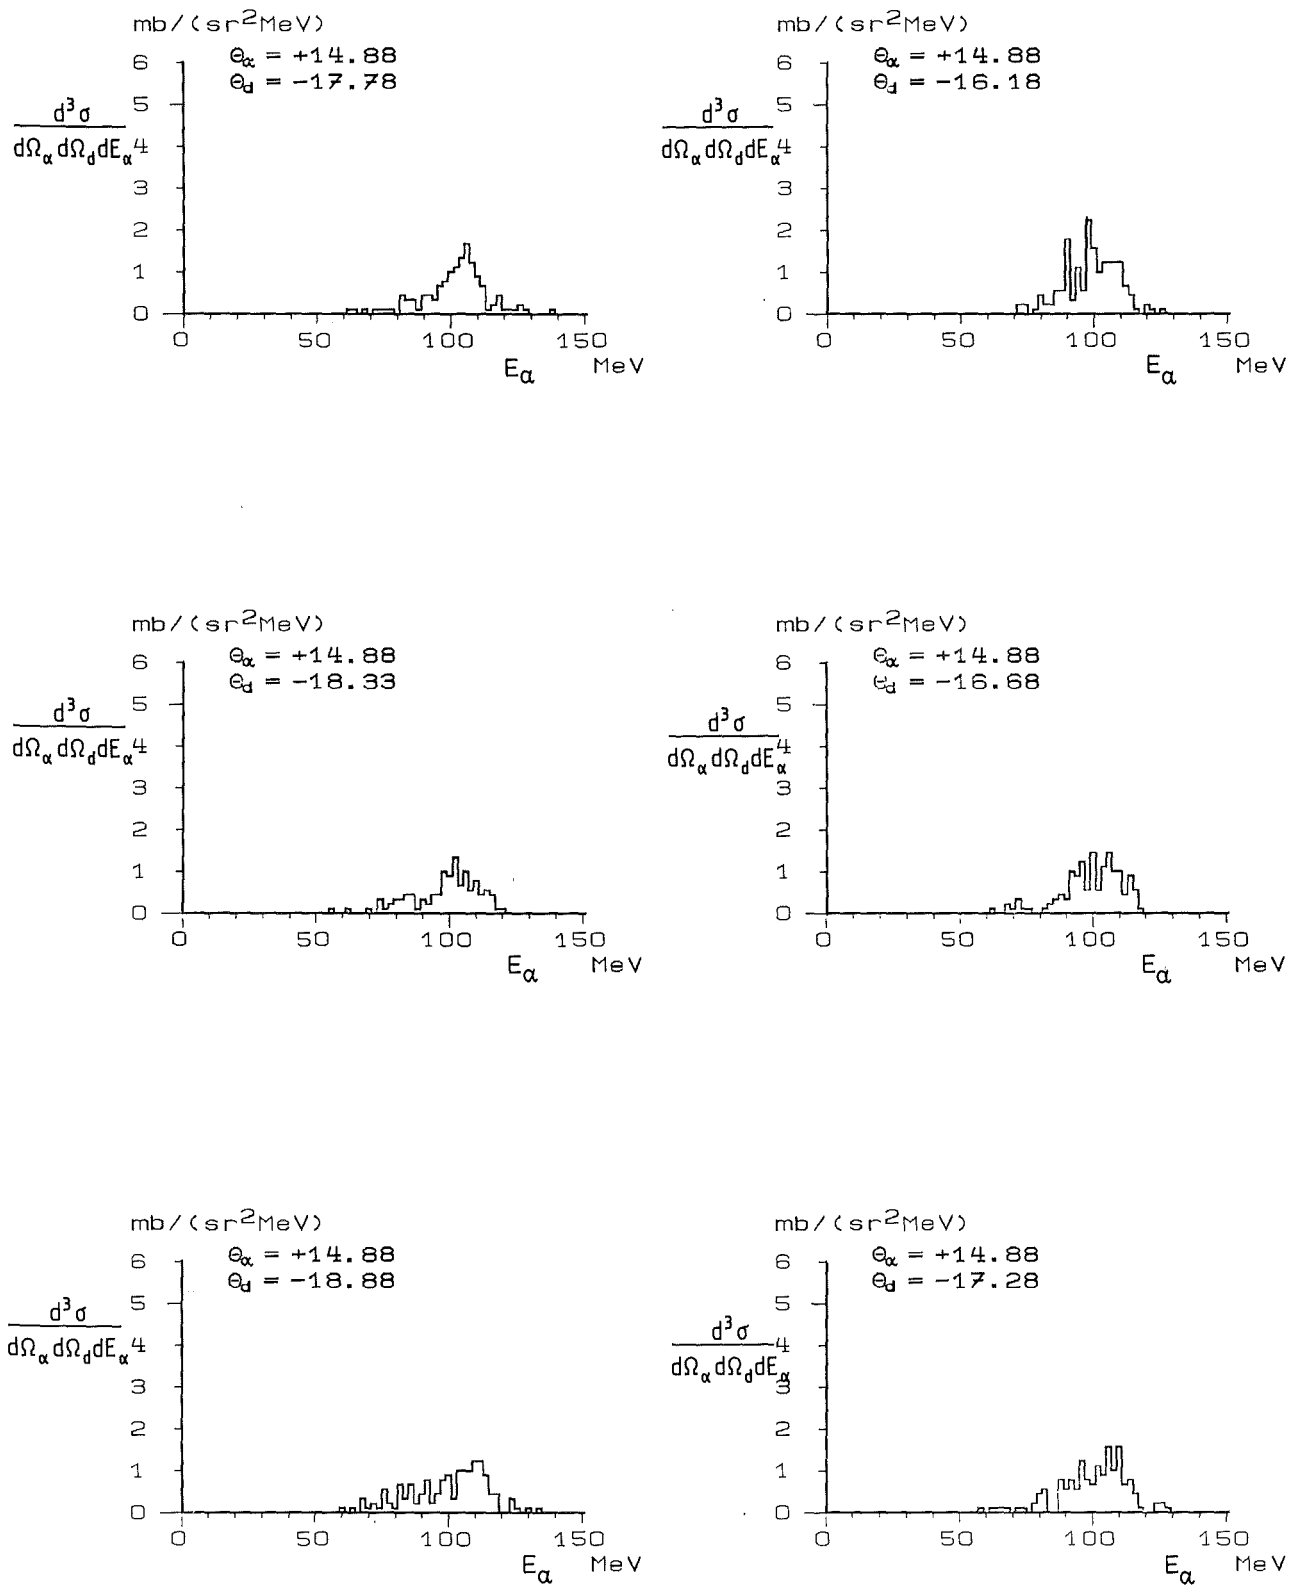 mb/(sr²MeV)
θα = +14.88
θd = −17.78
d³σ
dΩα dΩd dEα
6
5
4
3
2
1
0
0 50 100 150
Eα MeV
mb/(sr²MeV)
θα = +14.88
θd = −16.18
d³σ
dΩα dΩd dEα
6
5
4
3
2
1
0
0 50 100 150
Eα MeV
mb/(sr²MeV)
θα = +14.88
θd = −18.33
d³σ
dΩα dΩd dEα
6
5
4
3
2
1
0
0 50 100 150
Eα MeV
mb/(sr²MeV)
θα = +14.88
θd = −16.68
d³σ
dΩα dΩd dEα
6
5
4
3
2
1
0
0 50 100 150
Eα MeV
mb/(sr²MeV)
θα = +14.88
θd = −18.88
d³σ
dΩα dΩd dEα
6
5
4
3
2
1
0
0 50 100 150
Eα MeV
mb/(sr²MeV)
θα = +14.88
θd = −17.28
d³σ
dΩα dΩd dEα
6
5
4
3
2
1
0
0 50 100 150
Eα MeV